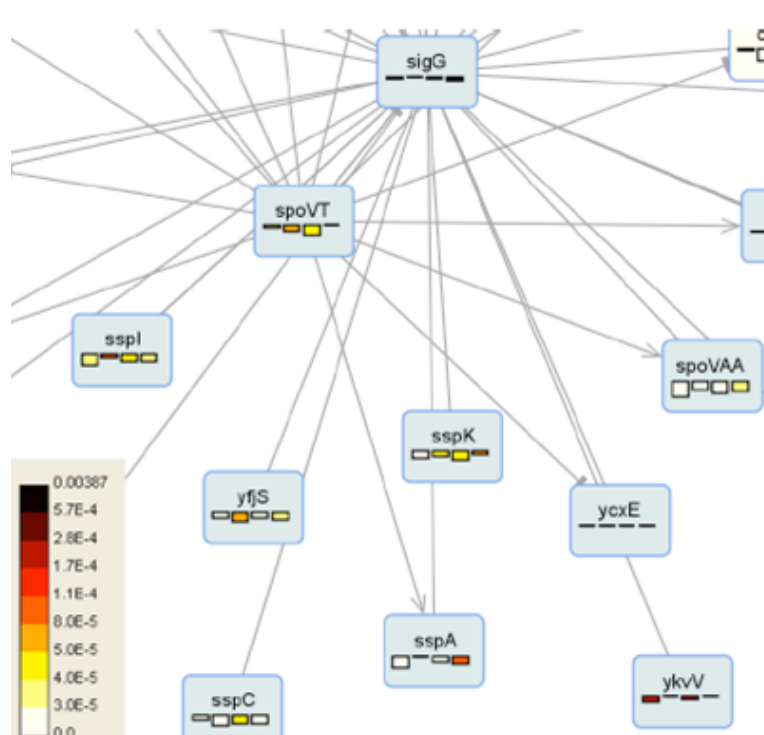 sigG
spoVT
sspI
spoVAA
sspK
0.00387
5.7E-4
2.8E-4
1.7E-4
1.1E-4
8.0E-5
5.0E-5
4.0E-5
3.0E-5
0.0
yfjS
ycxE
sspA
sspC
ykvV